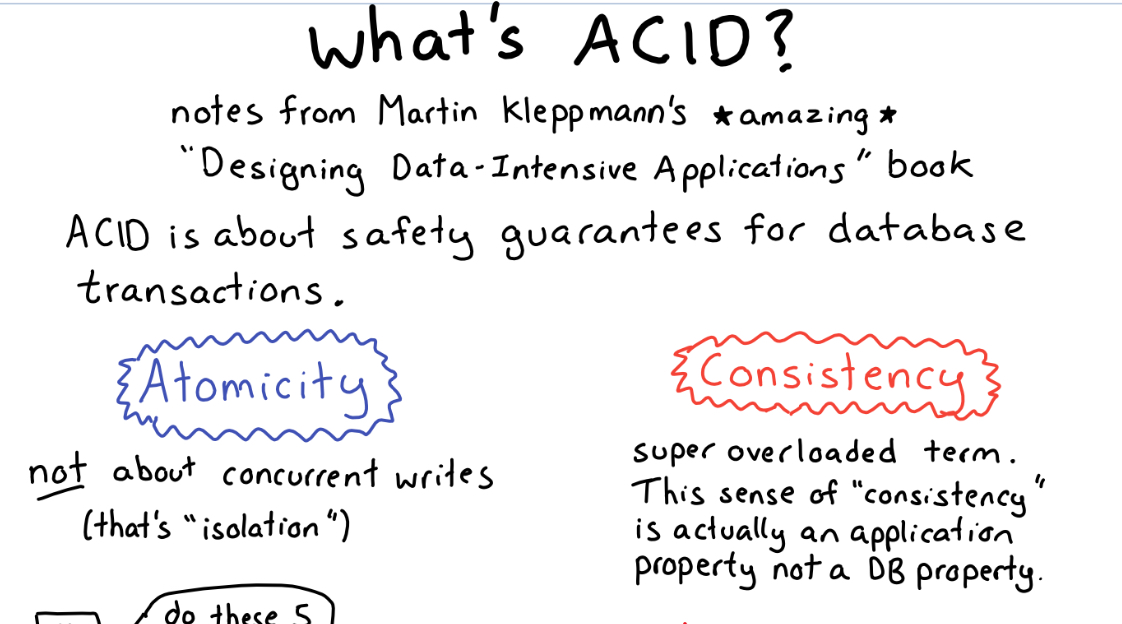 What's ACID?
notes from Martin Kleppmann's ★amazing★
"Designing Data-Intensive Applications" book
ACID is about safety guarantees for database
transactions.
Atomicity
not about concurrent writes
(that's "isolation")
do these 5
Consistency
super overloaded term.
This sense of "consistency"
is actually an application
property not a DB property.